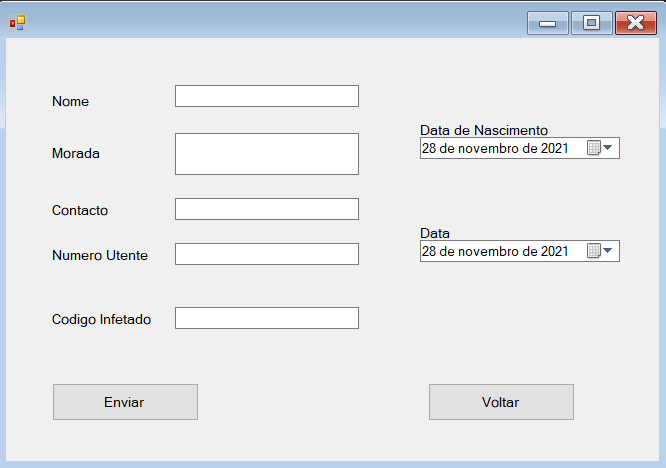 Nome
Data de Nascimento
Morada
28 de novembro de 2021
Contacto
Data
Numero Utente
28 de novembro de 2021
Codigo Infetado
Enviar
Voltar